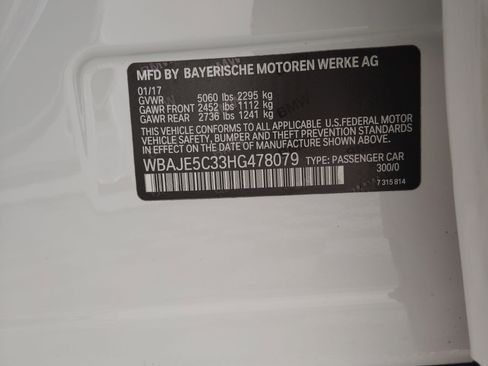 MFD BY BAYERISCHE MOTOREN WERKE AG
01/17
GVWR 5060 lbs 2295 kg
GAWR FRONT 2452 lbs 1112 kg
GAWR REAR 2736 lbs 1241 kg
THIS VEHICLE CONFORMS TO ALL APPLICABLE U.S.FEDERAL MOTOR
VEHICLE SAFETY, BUMPER AND THEFT PREVENTION STANDARDS
IN EFFECT ON THE DATE OF MANUFACTURE SHOWN ABOVE.
WBAJE5C33HG478079 TYPE: PASSENGER CAR
300/0
7 315 814